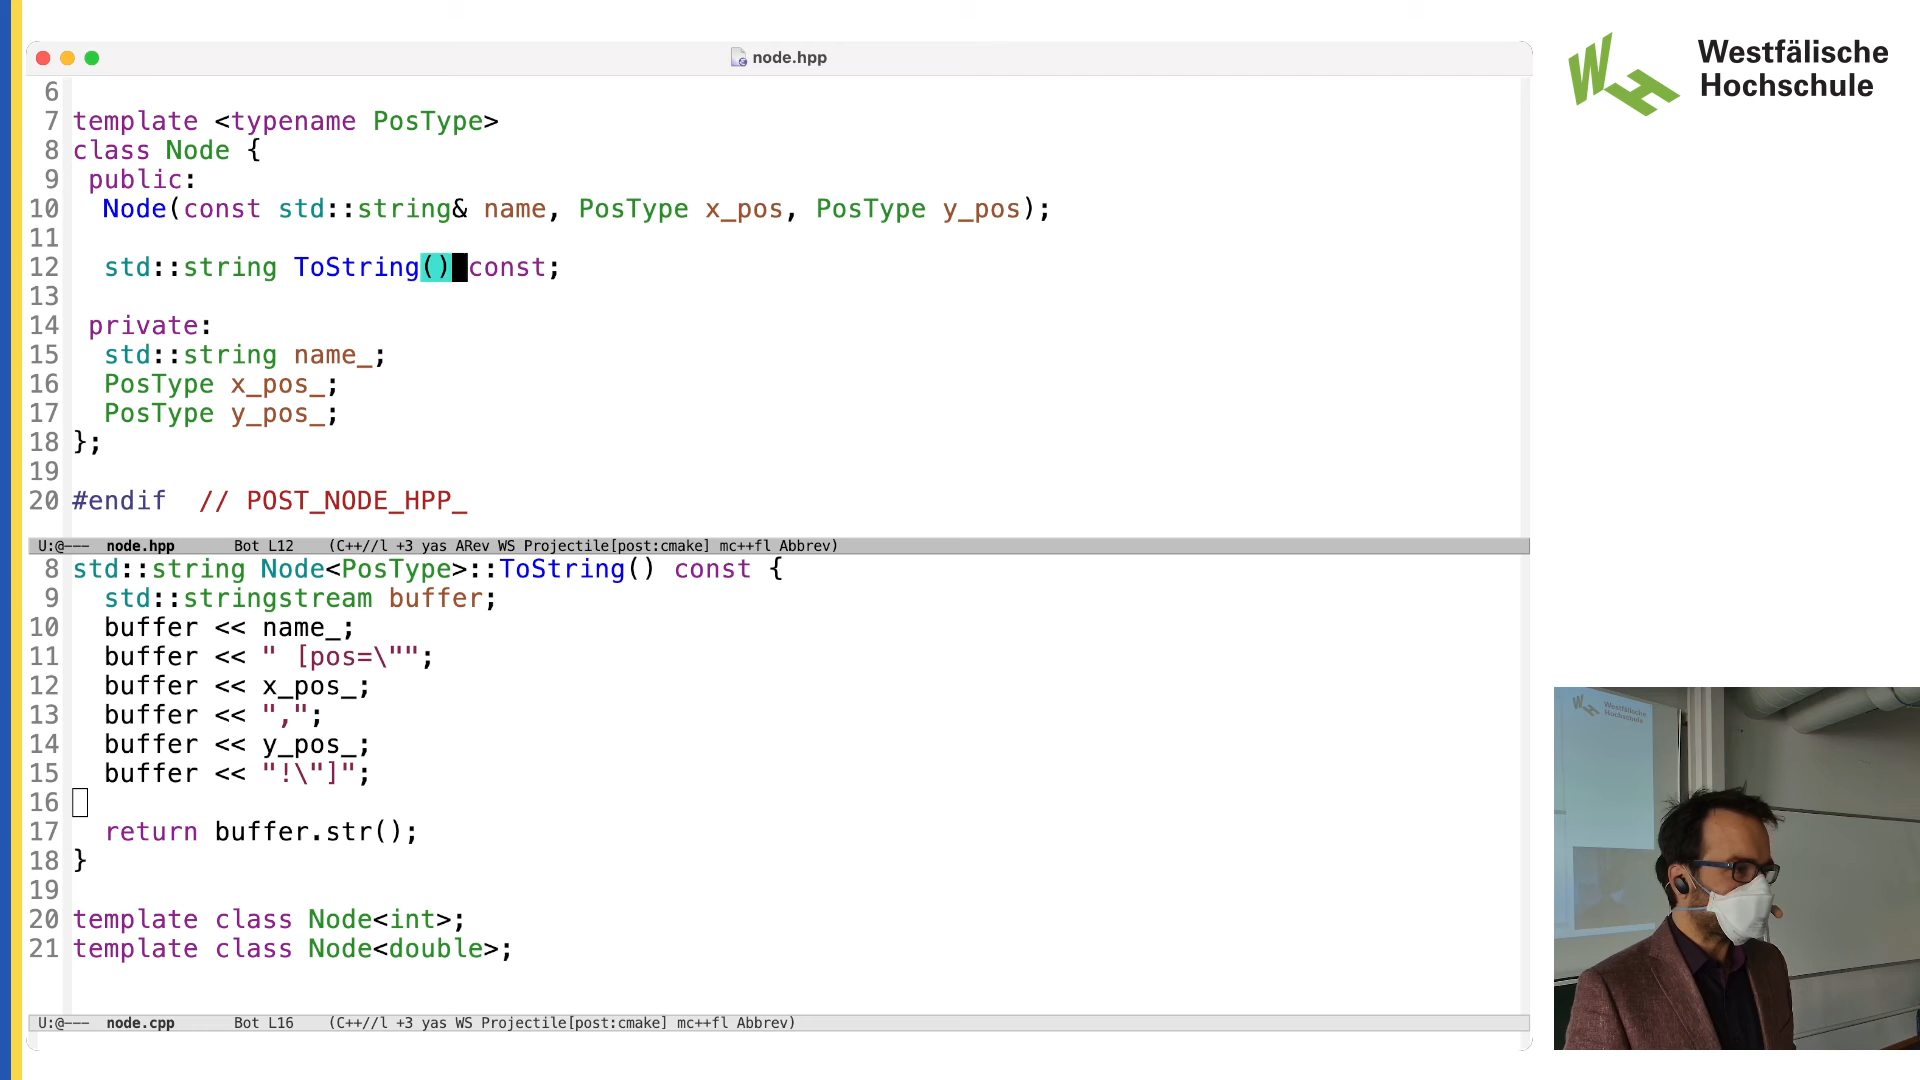 node.hpp
Westfälische
Hochschule
6
7 template <typename PosType>
8 class Node {
9  public:
10   Node(const std::string& name, PosType x_pos, PosType y_pos);
11
12   std::string ToString() const;
13
14  private:
15   std::string name_;
16   PosType x_pos_;
17   PosType y_pos_;
18 };
19
20 #endif  // POST_NODE_HPP_
U:@---  node.hpp       Bot L12    (C++//l +3 yas ARev WS Projectile[post:cmake] mc++fl Abbrev)
8 std::string Node<PosType>::ToString() const {
9   std::stringstream buffer;
10   buffer << name_;
11   buffer << " [pos=\"";
12   buffer << x_pos_;
13   buffer << ",";
14   buffer << y_pos_;
15   buffer << "!\"]";
16
17   return buffer.str();
18 }
19
20 template class Node<int>;
21 template class Node<double>;
U:@---  node.cpp       Bot L16    (C++//l +3 yas WS Projectile[post:cmake] mc++fl Abbrev)
Westfälische
Hochschule